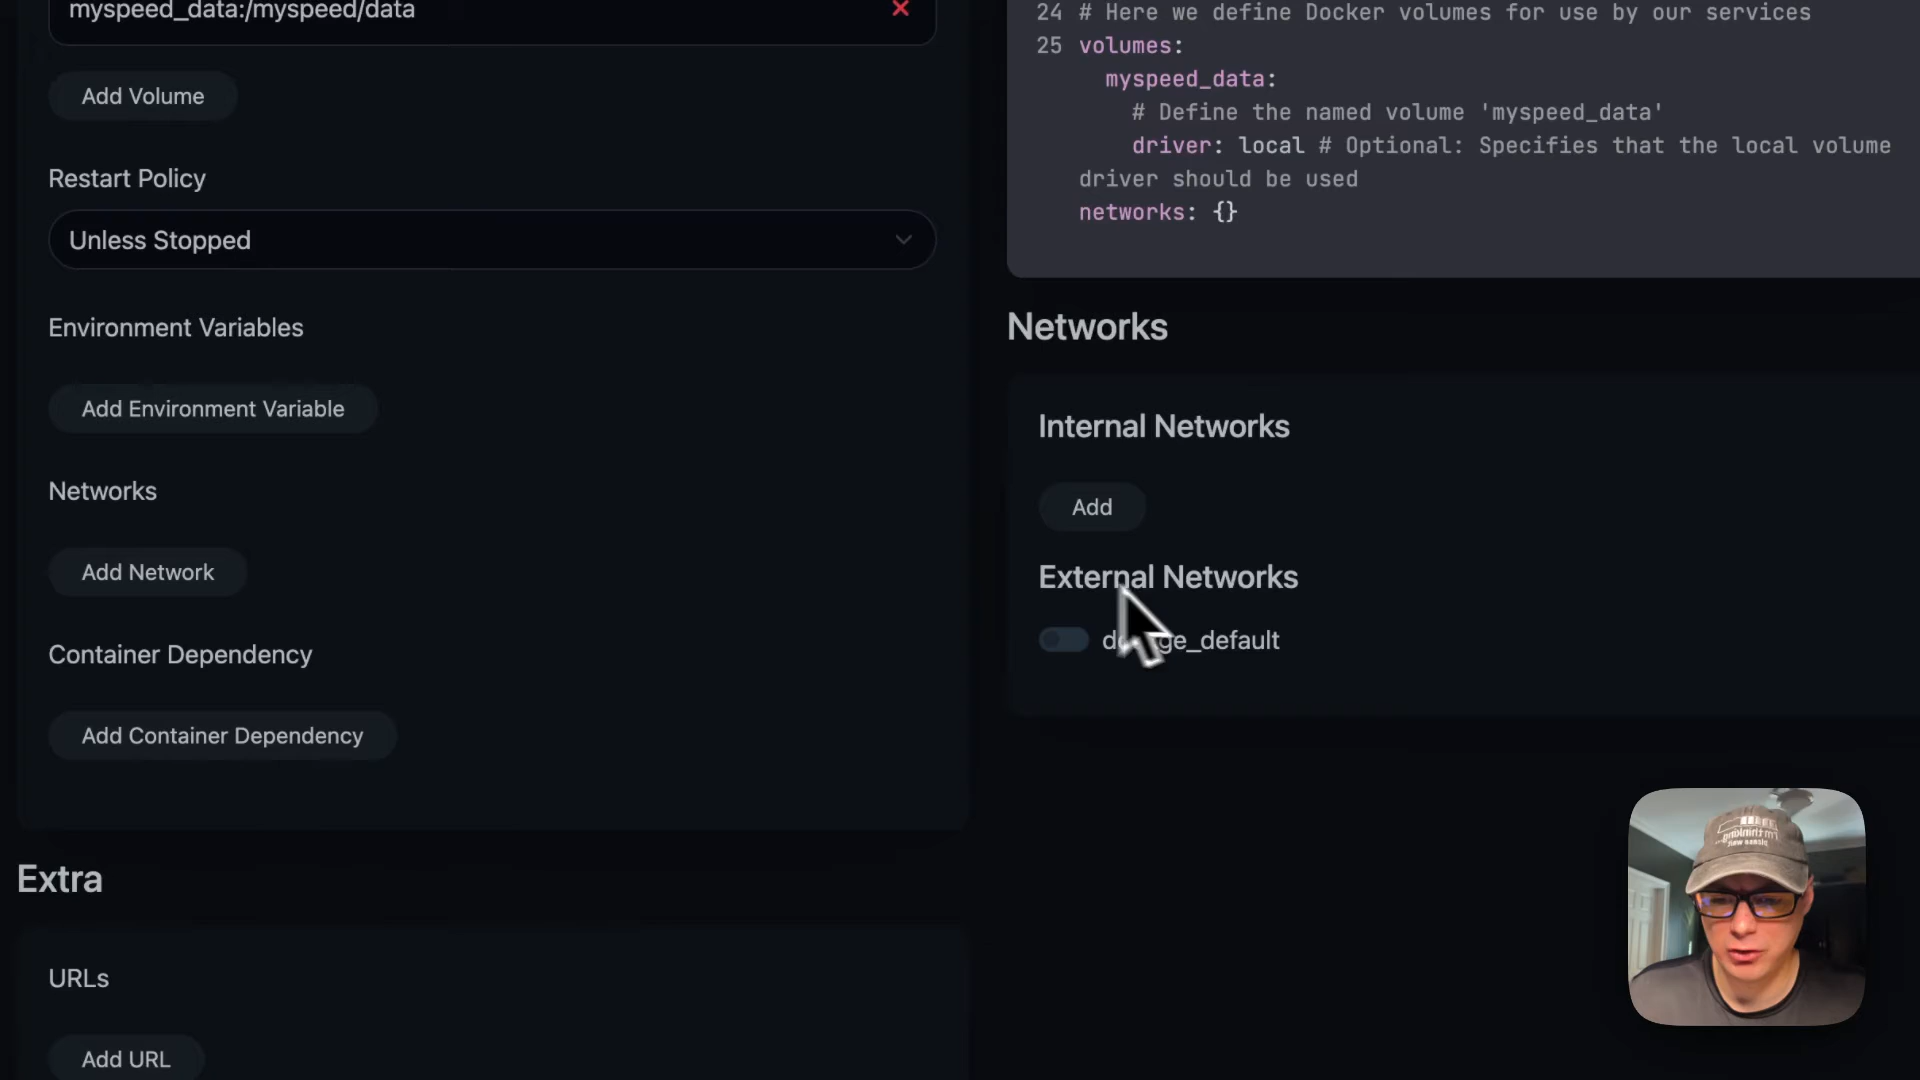 myspeed_data:/myspeed/data
Add Volume
Restart Policy
Unless Stopped
Environment Variables
Add Environment Variable
Networks
Add Network
Container Dependency
Add Container Dependency
Extra
URLs
Add URL
24 # Here we define Docker volumes for use by our services
25 volumes:
myspeed_data:
# Define the named volume 'myspeed_data'
driver: local # Optional: Specifies that the local volume
driver should be used
networks: {}
Networks
Internal Networks
Add
External Networks